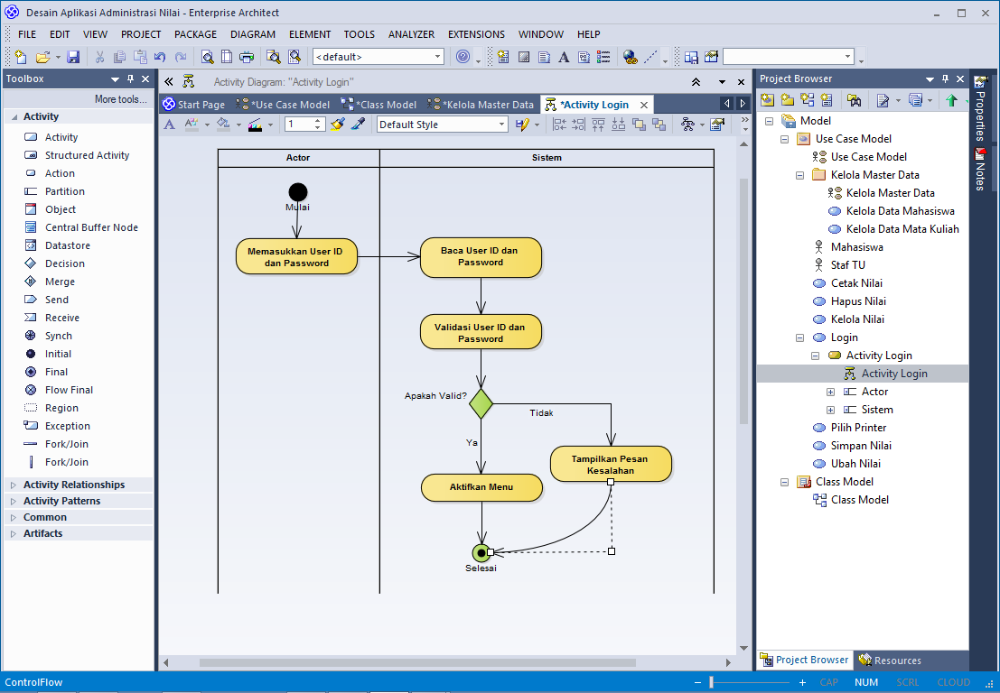 Desain Aplikasi Administrasi Nilai - Enterprise Architect
FILE EDIT VIEW PROJECT PACKAGE DIAGRAM ELEMENT TOOLS ANALYZER EXTENSIONS WINDOW HELP
<default>
Toolbox
More tools...
Activity
Activity
Structured Activity
Action
Partition
Object
Central Buffer Node
Datastore
Decision
Merge
Send
Receive
Synch
Initial
Final
Flow Final
Region
Exception
Fork/Join
Fork/Join
Activity Relationships
Activity Patterns
Common
Artifacts
Activity Diagram: "Activity Login"
Start Page *Use Case Model *Class Model *Kelola Master Data *Activity Login
A 1 Default Style
Actor Sistem
Mulai
Memasukkan User ID
dan Password
Baca User ID dan
Password
Validasi User ID dan
Password
Apakah Valid?
Tidak
Ya
Tampilkan Pesan
Kesalahan
Aktifkan Menu
Selesai
Project Browser
Model
Use Case Model
Use Case Model
Kelola Master Data
Kelola Master Data
Kelola Data Mahasiswa
Kelola Data Mata Kuliah
Mahasiswa
Staf TU
Cetak Nilai
Hapus Nilai
Kelola Nilai
Login
Activity Login
Activity Login
Actor
Sistem
Pilih Printer
Simpan Nilai
Ubah Nilai
Class Model
Class Model
Project Browser Resources
Properties
Notes
ControlFlow
CAP NUM SCRL CLOUD